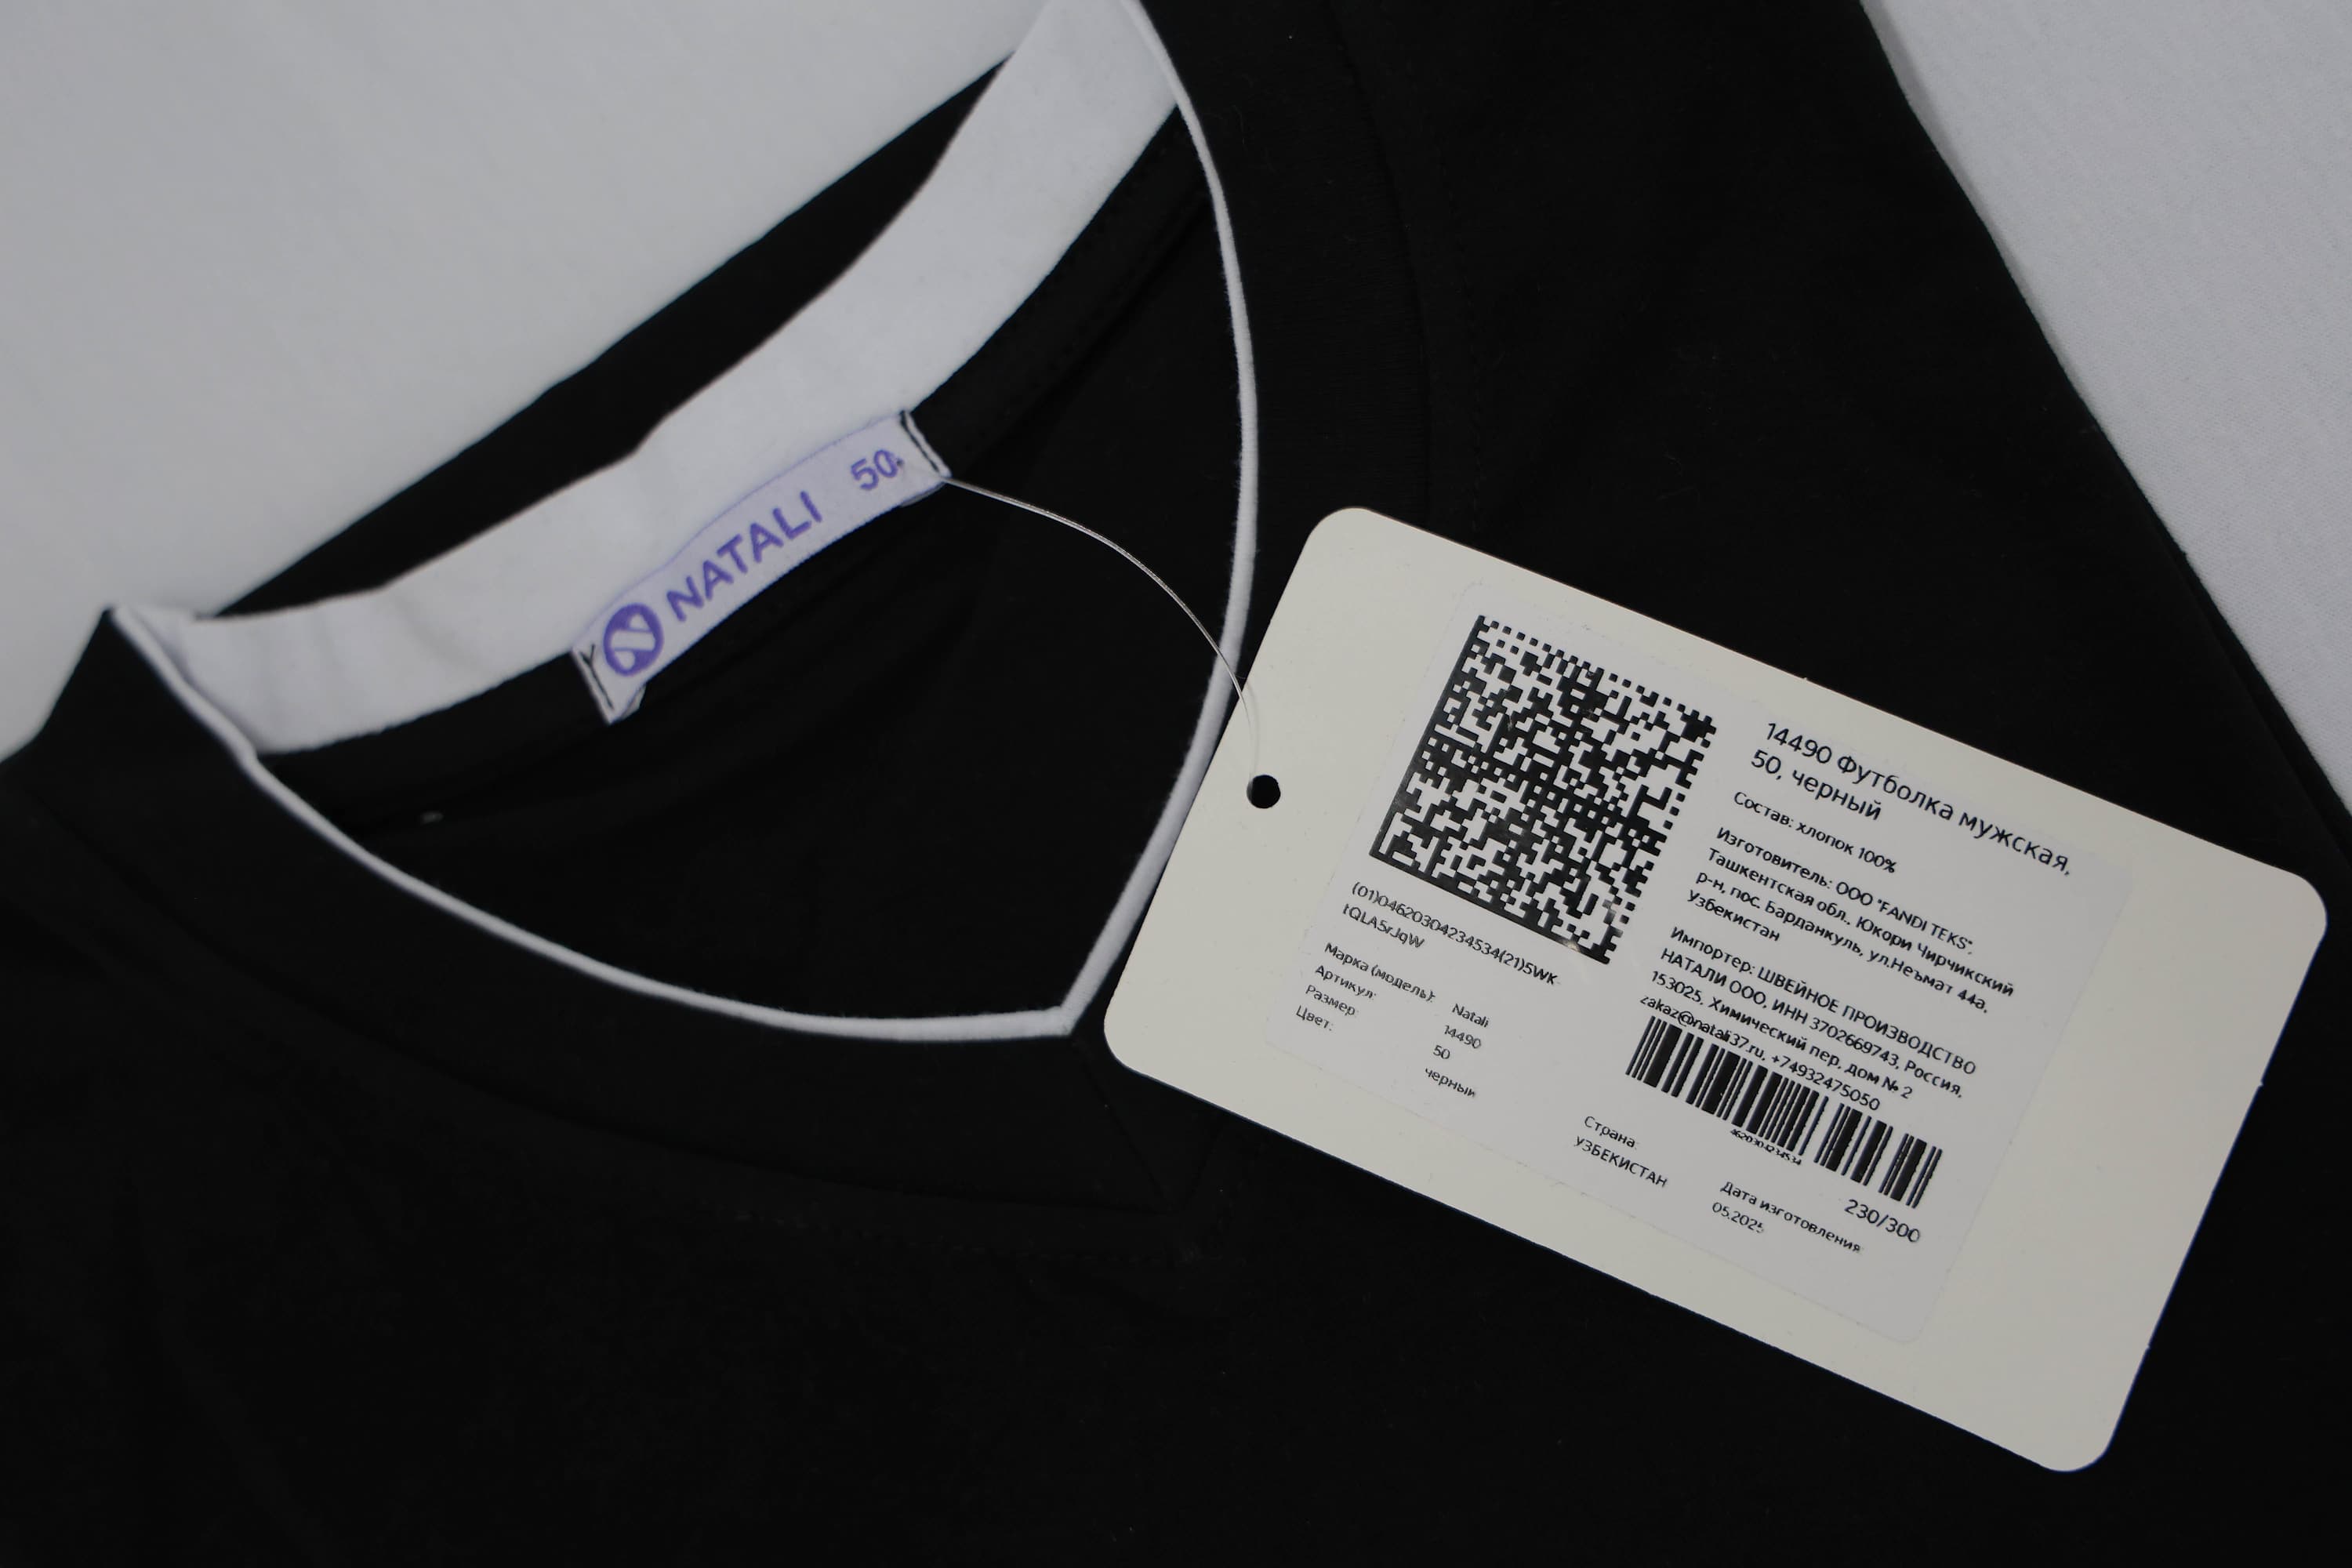 NATALI 50
14490 Футболка мужская,
50, черный
Состав: хлопок 100%
Изготовитель: ООО "FANDI TEKS",
Ташкентская обл., Юкори Чирчикский
р-н, пос. Барданкуль, ул.Неъмат 44а,
Узбекистан
Импортер: ШВЕЙНОЕ ПРОИЗВОДСТВО
НАТАЛИ ООО, ИНН 3702669743, Россия,
153025, Химический пер, дом № 2
zakaz@natali37.ru, +74932475050
4620304234534
230/300
(01)04620304234534(21)5WK
tQLA5rJqW
Марка (модель): Natali
Артикул: 14490
Размер: 50
Цвет: черный
Страна:
УЗБЕКИСТАН
Дата изготовления:
05.2025